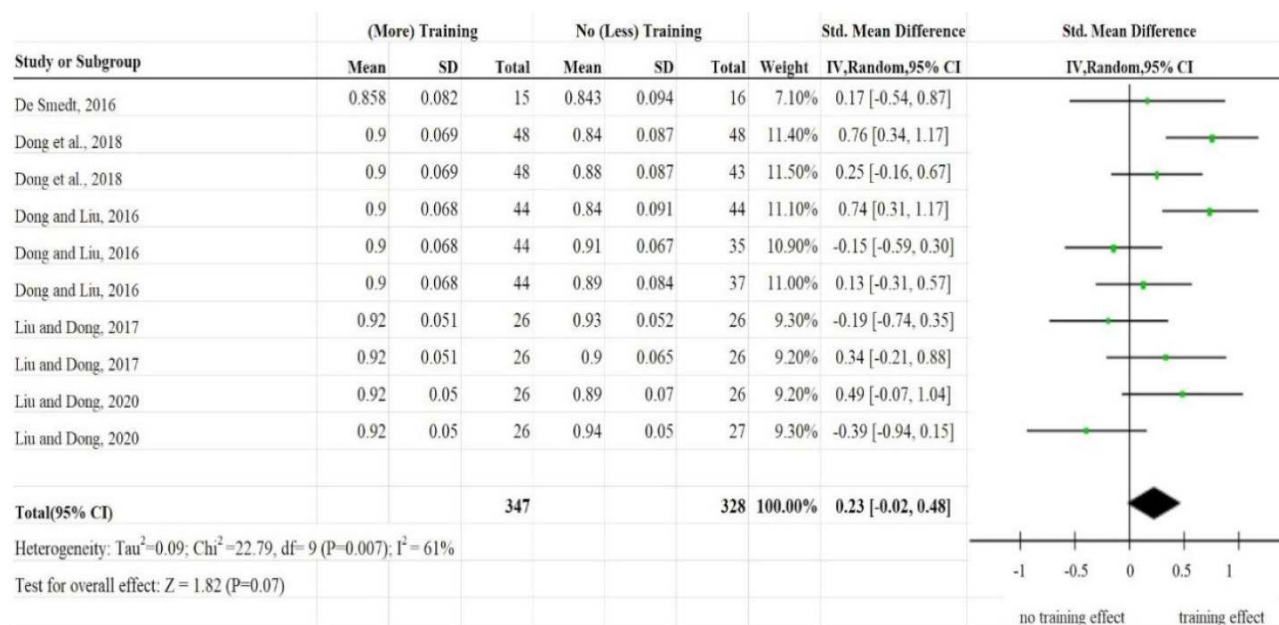 (More) Training No (Less) Training Std. Mean Difference Std. Mean Difference
Study or Subgroup Mean SD Total Mean SD Total Weight IV,Random,95% CI IV,Random,95% CI
De Smedt, 2016 0.858 0.082 15 0.843 0.094 16 7.10% 0.17 [-0.54, 0.87]
Dong et al., 2018 0.9 0.069 48 0.84 0.087 48 11.40% 0.76 [0.34, 1.17]
Dong et al., 2018 0.9 0.069 48 0.88 0.087 43 11.50% 0.25 [-0.16, 0.67]
Dong and Liu, 2016 0.9 0.068 44 0.84 0.091 44 11.10% 0.74 [0.31, 1.17]
Dong and Liu, 2016 0.9 0.068 44 0.91 0.067 35 10.90% -0.15 [-0.59, 0.30]
Dong and Liu, 2016 0.9 0.068 44 0.89 0.084 37 11.00% 0.13 [-0.31, 0.57]
Liu and Dong, 2017 0.92 0.051 26 0.93 0.052 26 9.30% -0.19 [-0.74, 0.35]
Liu and Dong, 2017 0.92 0.051 26 0.9 0.065 26 9.20% 0.34 [-0.21, 0.88]
Liu and Dong, 2020 0.92 0.05 26 0.89 0.07 26 9.20% 0.49 [-0.07, 1.04]
Liu and Dong, 2020 0.92 0.05 26 0.94 0.05 27 9.30% -0.39 [-0.94, 0.15]
Total(95% CI) 347 328 100.00% 0.23 [-0.02, 0.48]
Heterogeneity: Tau²=0.09; Chi²=22.79, df= 9 (P=0.007); I² = 61%
Test for overall effect: Z = 1.82 (P=0.07)
-1 -0.5 0 0.5 1
no training effect training effect